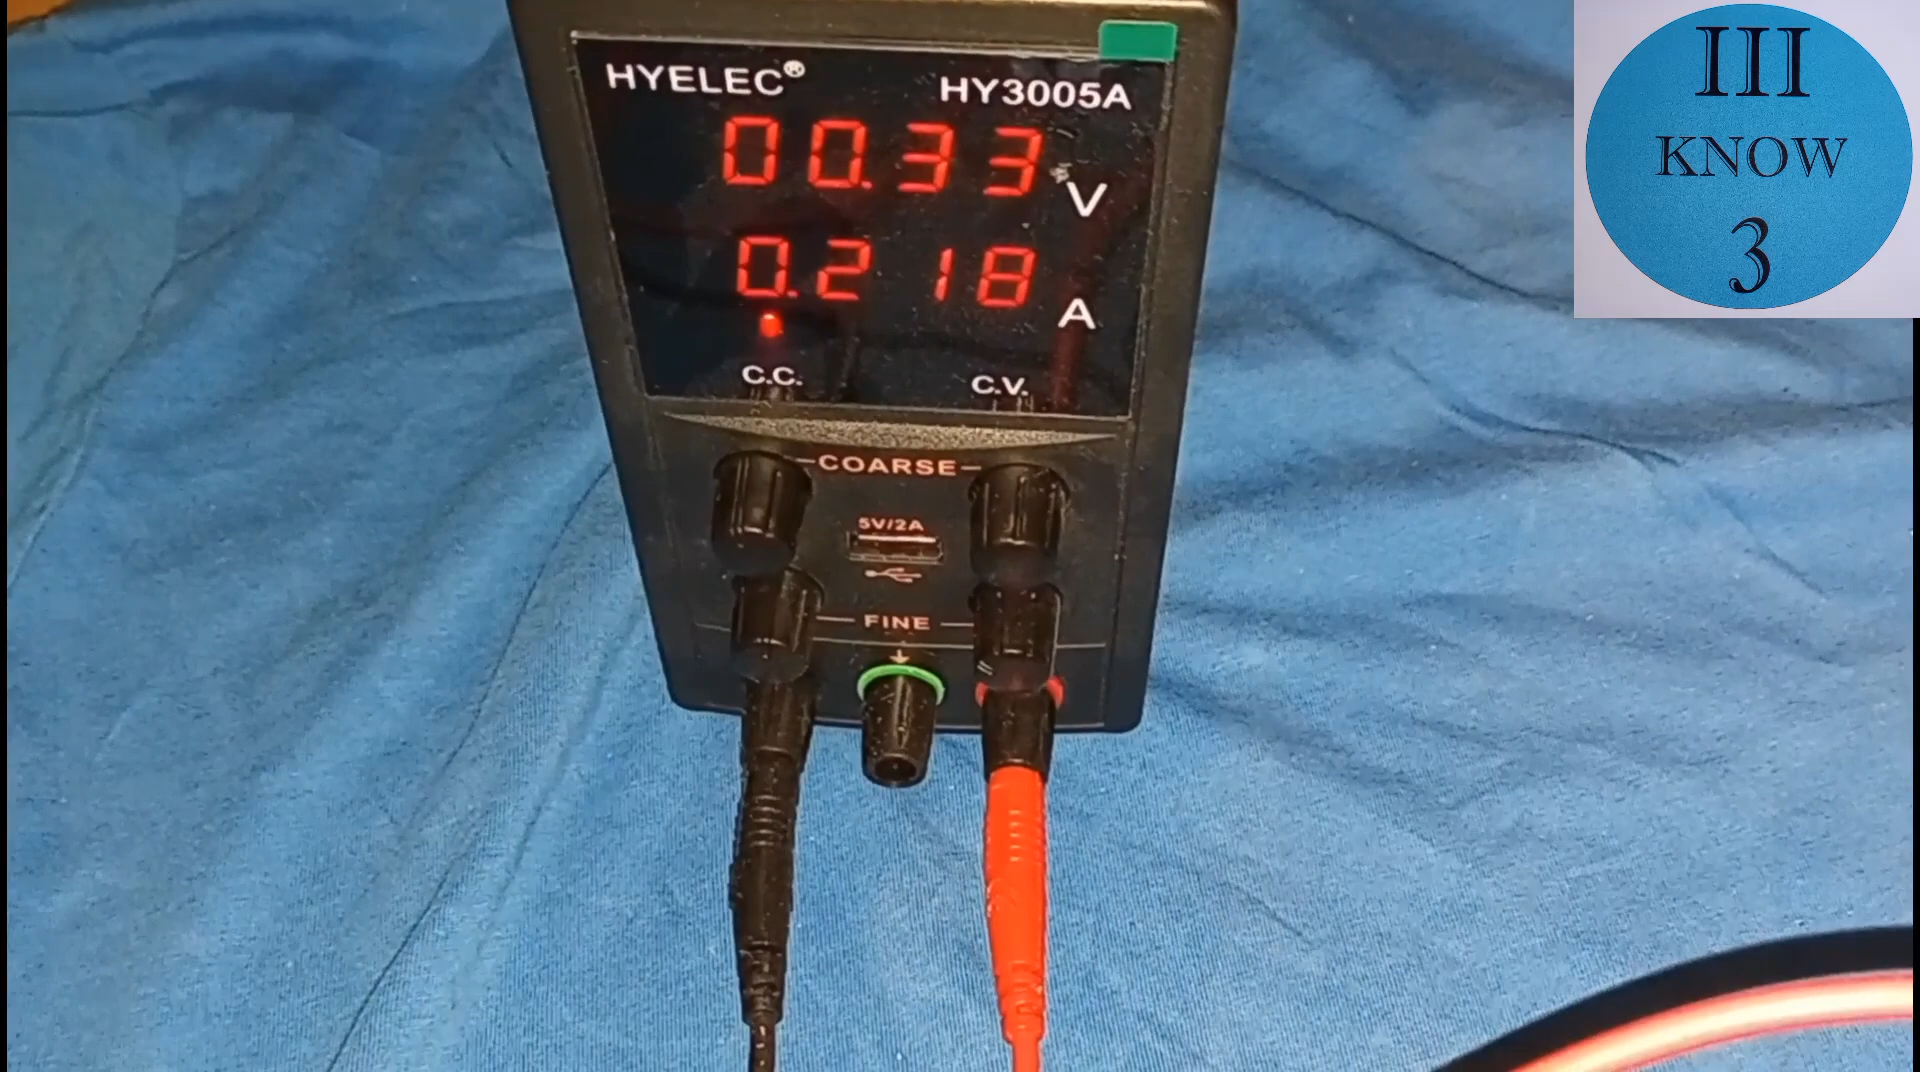 HYELEC® HY3005A
00.33 V
0.218 A
C.C. C.V.
COARSE
5V/2A
FINE
III
KNOW
3